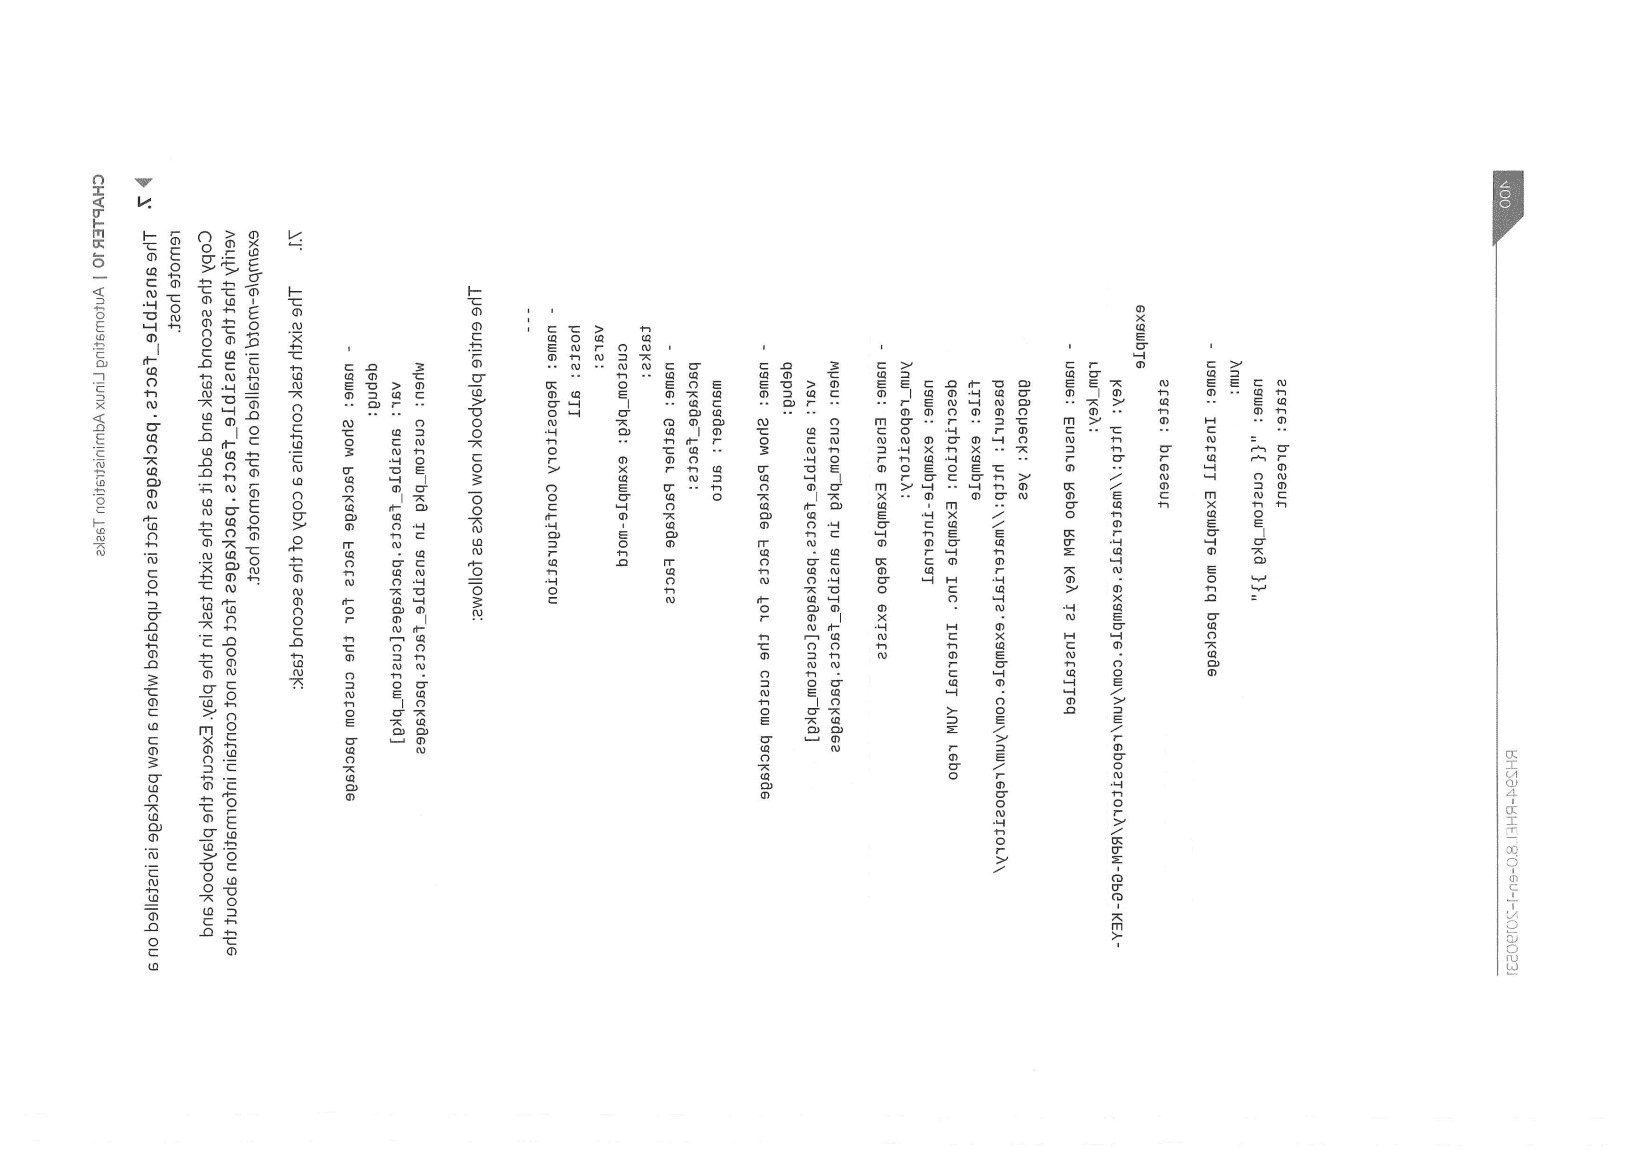 CHAPTER 10 | Automating Linux Administration Tasks
7. The ansible_facts.packages fact is not updated when a new package is installed on a
remote host.
Copy the second task and add it as the sixth task in the play. Execute the playbook and
verify that the ansible_facts.packages fact does not contain information about the
example-motd installed on the remote host.
7.1. The sixth task contains a copy of the second task:
- name: Show Package Facts for the custom package
debug:
var: ansible_facts.packages[custom_pkg]
when: custom_pkg in ansible_facts.packages
The entire playbook now looks as follows:
---
- name: Repository Configuration
hosts: all
vars:
custom_pkg: example-motd
tasks:
- name: Gather Package Facts
package_facts:
manager: auto
- name: Show Package Facts for the custom package
debug:
var: ansible_facts.packages[custom_pkg]
when: custom_pkg in ansible_facts.packages
- name: Ensure Example Repo exists
yum_repository:
name: example-internal
description: Example Inc. Internal YUM repo
file: example
baseurl: http://materials.example.com/yum/repository/
gpgcheck: yes
- name: Ensure Repo RPM Key is Installed
rpm_key:
key: http://materials.example.com/yum/repository/RPM-GPG-KEY-
example
state: present
- name: Install Example motd package
yum:
name: "{{ custom_pkg }}"
state: present
400
RH294-RHEL8.0-en-1-20190531